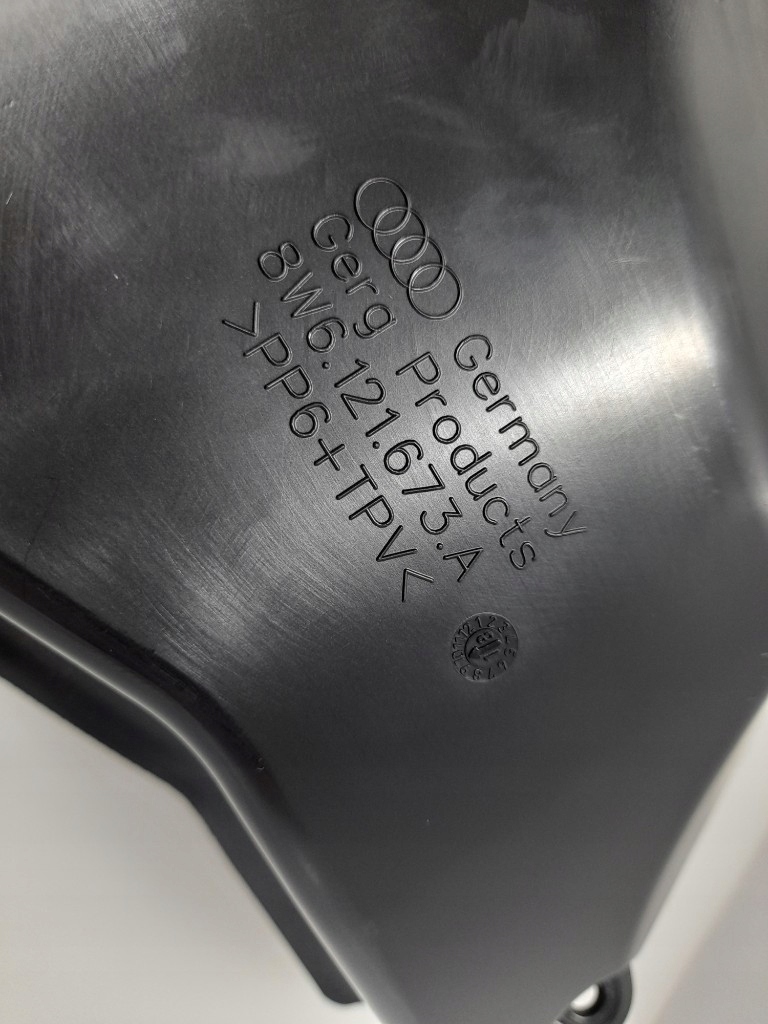 Germany
Gerg Products
8W6.121.673.A
>PP6+TPV<